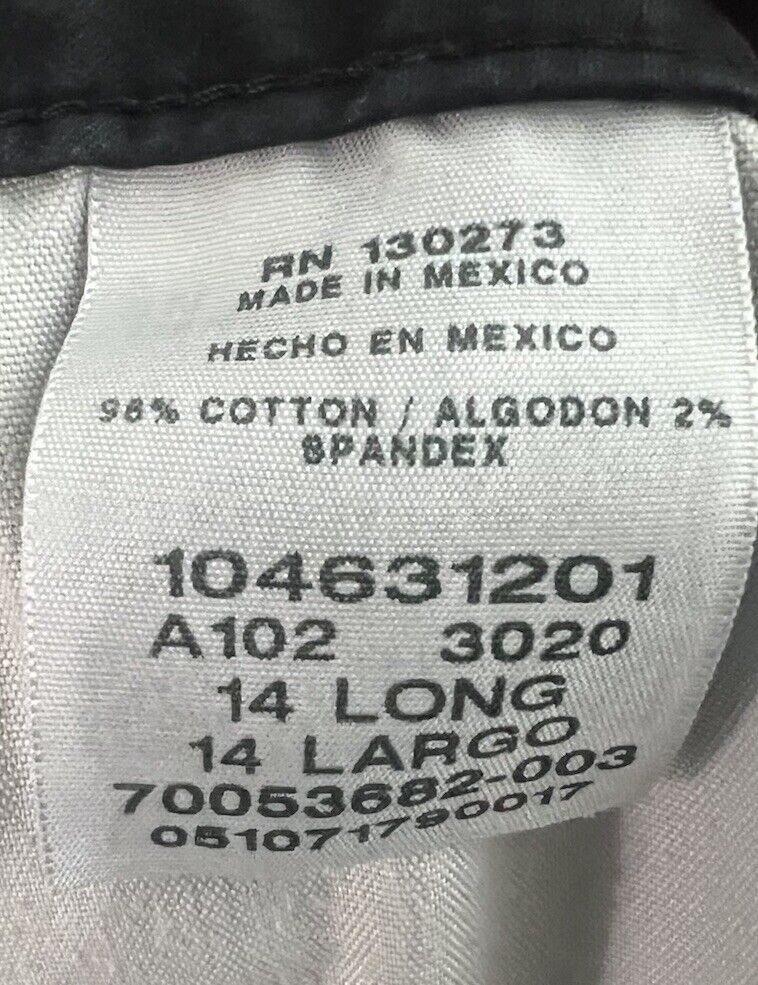 RN 130273
MADE IN MEXICO
HECHO EN MEXICO
98% COTTON / ALGODON 2%
SPANDEX
104631201
A102 3020
14 LONG
14 LARGO
70053682-003
051071790017